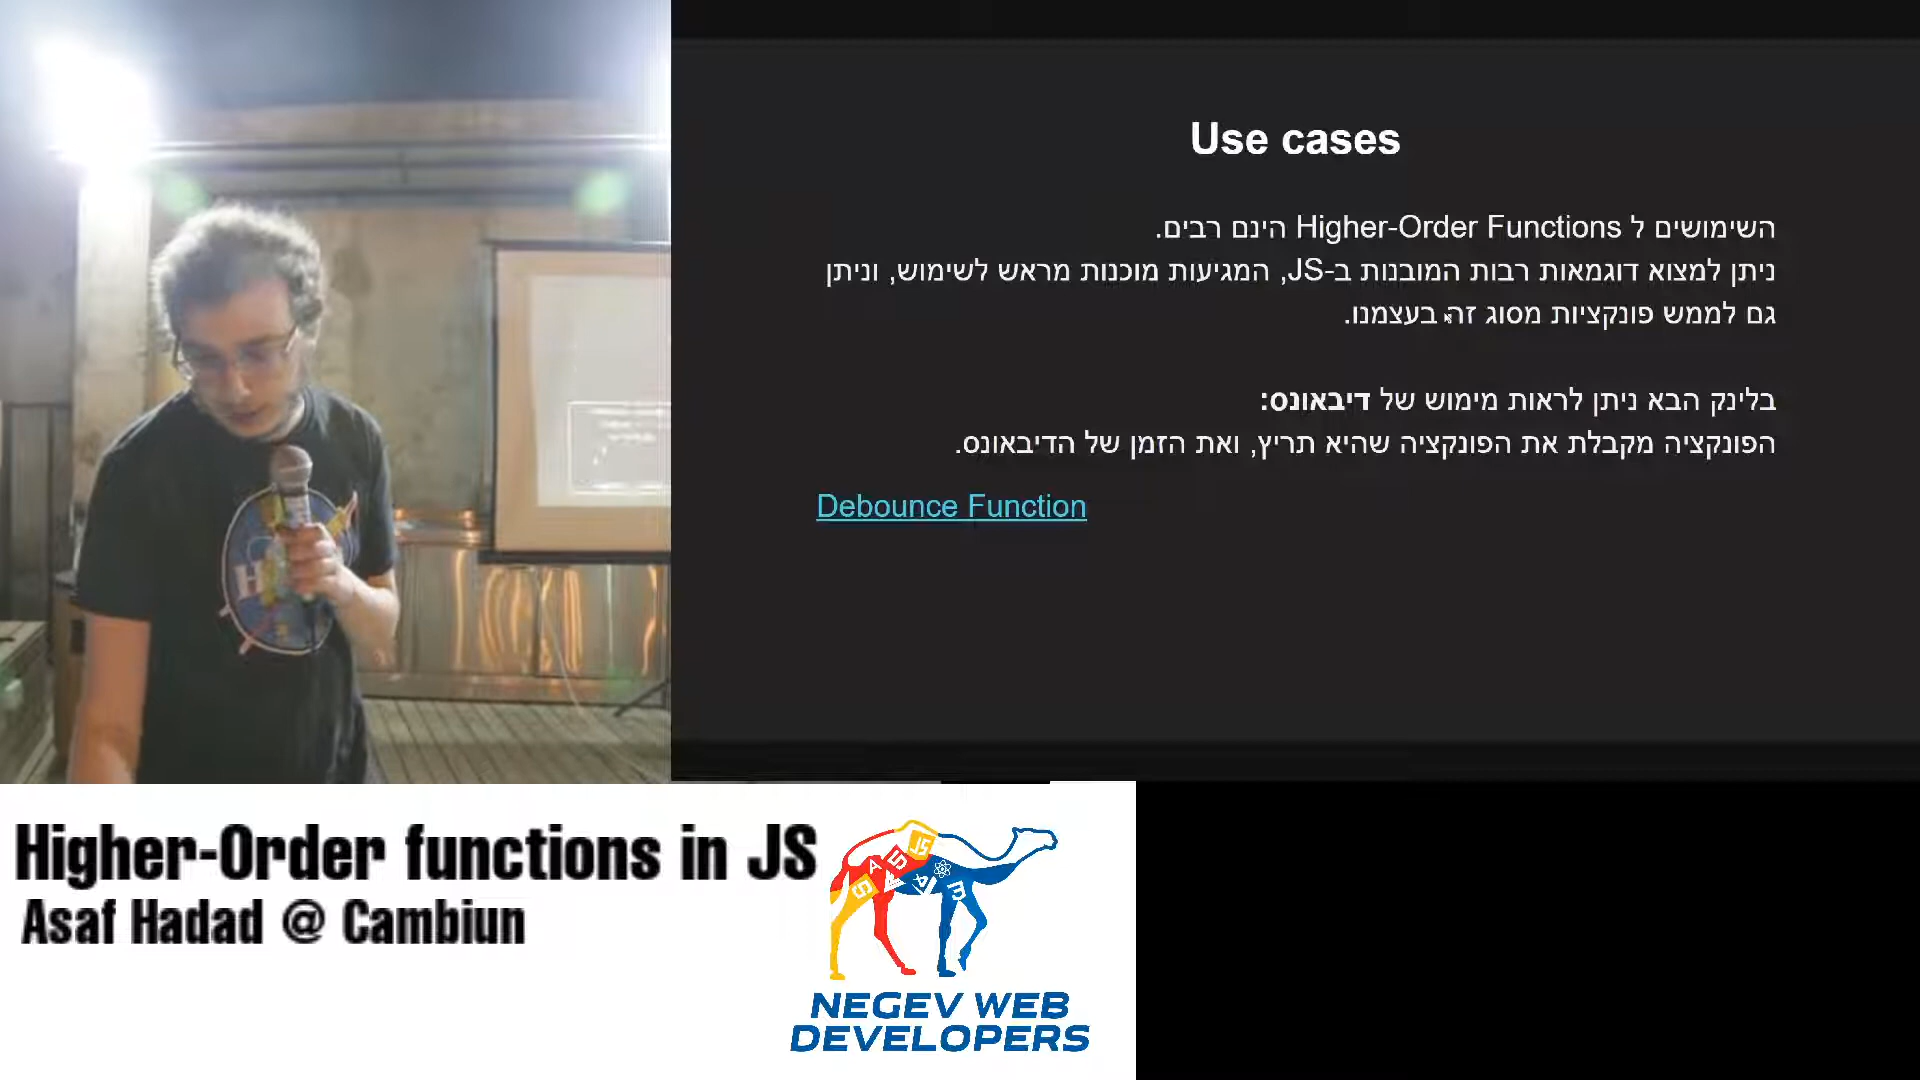 Use cases
השימושים ל Higher-Order Functions הינם רבים.
ניתן למצוא דוגמאות רבות המובנות ב-JS, המגיעות מוכנות מראש לשימוש, וניתן
גם לממש פונקציות מסוג זה בעצמנו.
בלינק הבא ניתן לראות מימוש של דיבאונס:
הפונקציה מקבלת את הפונקציה שהיא תריץ, ואת הזמן של הדיבאונס.
Debounce Function
Higher-Order functions in JS
Asaf Hadad @ Cambiun
JS
NEGEV WEB
DEVELOPERS